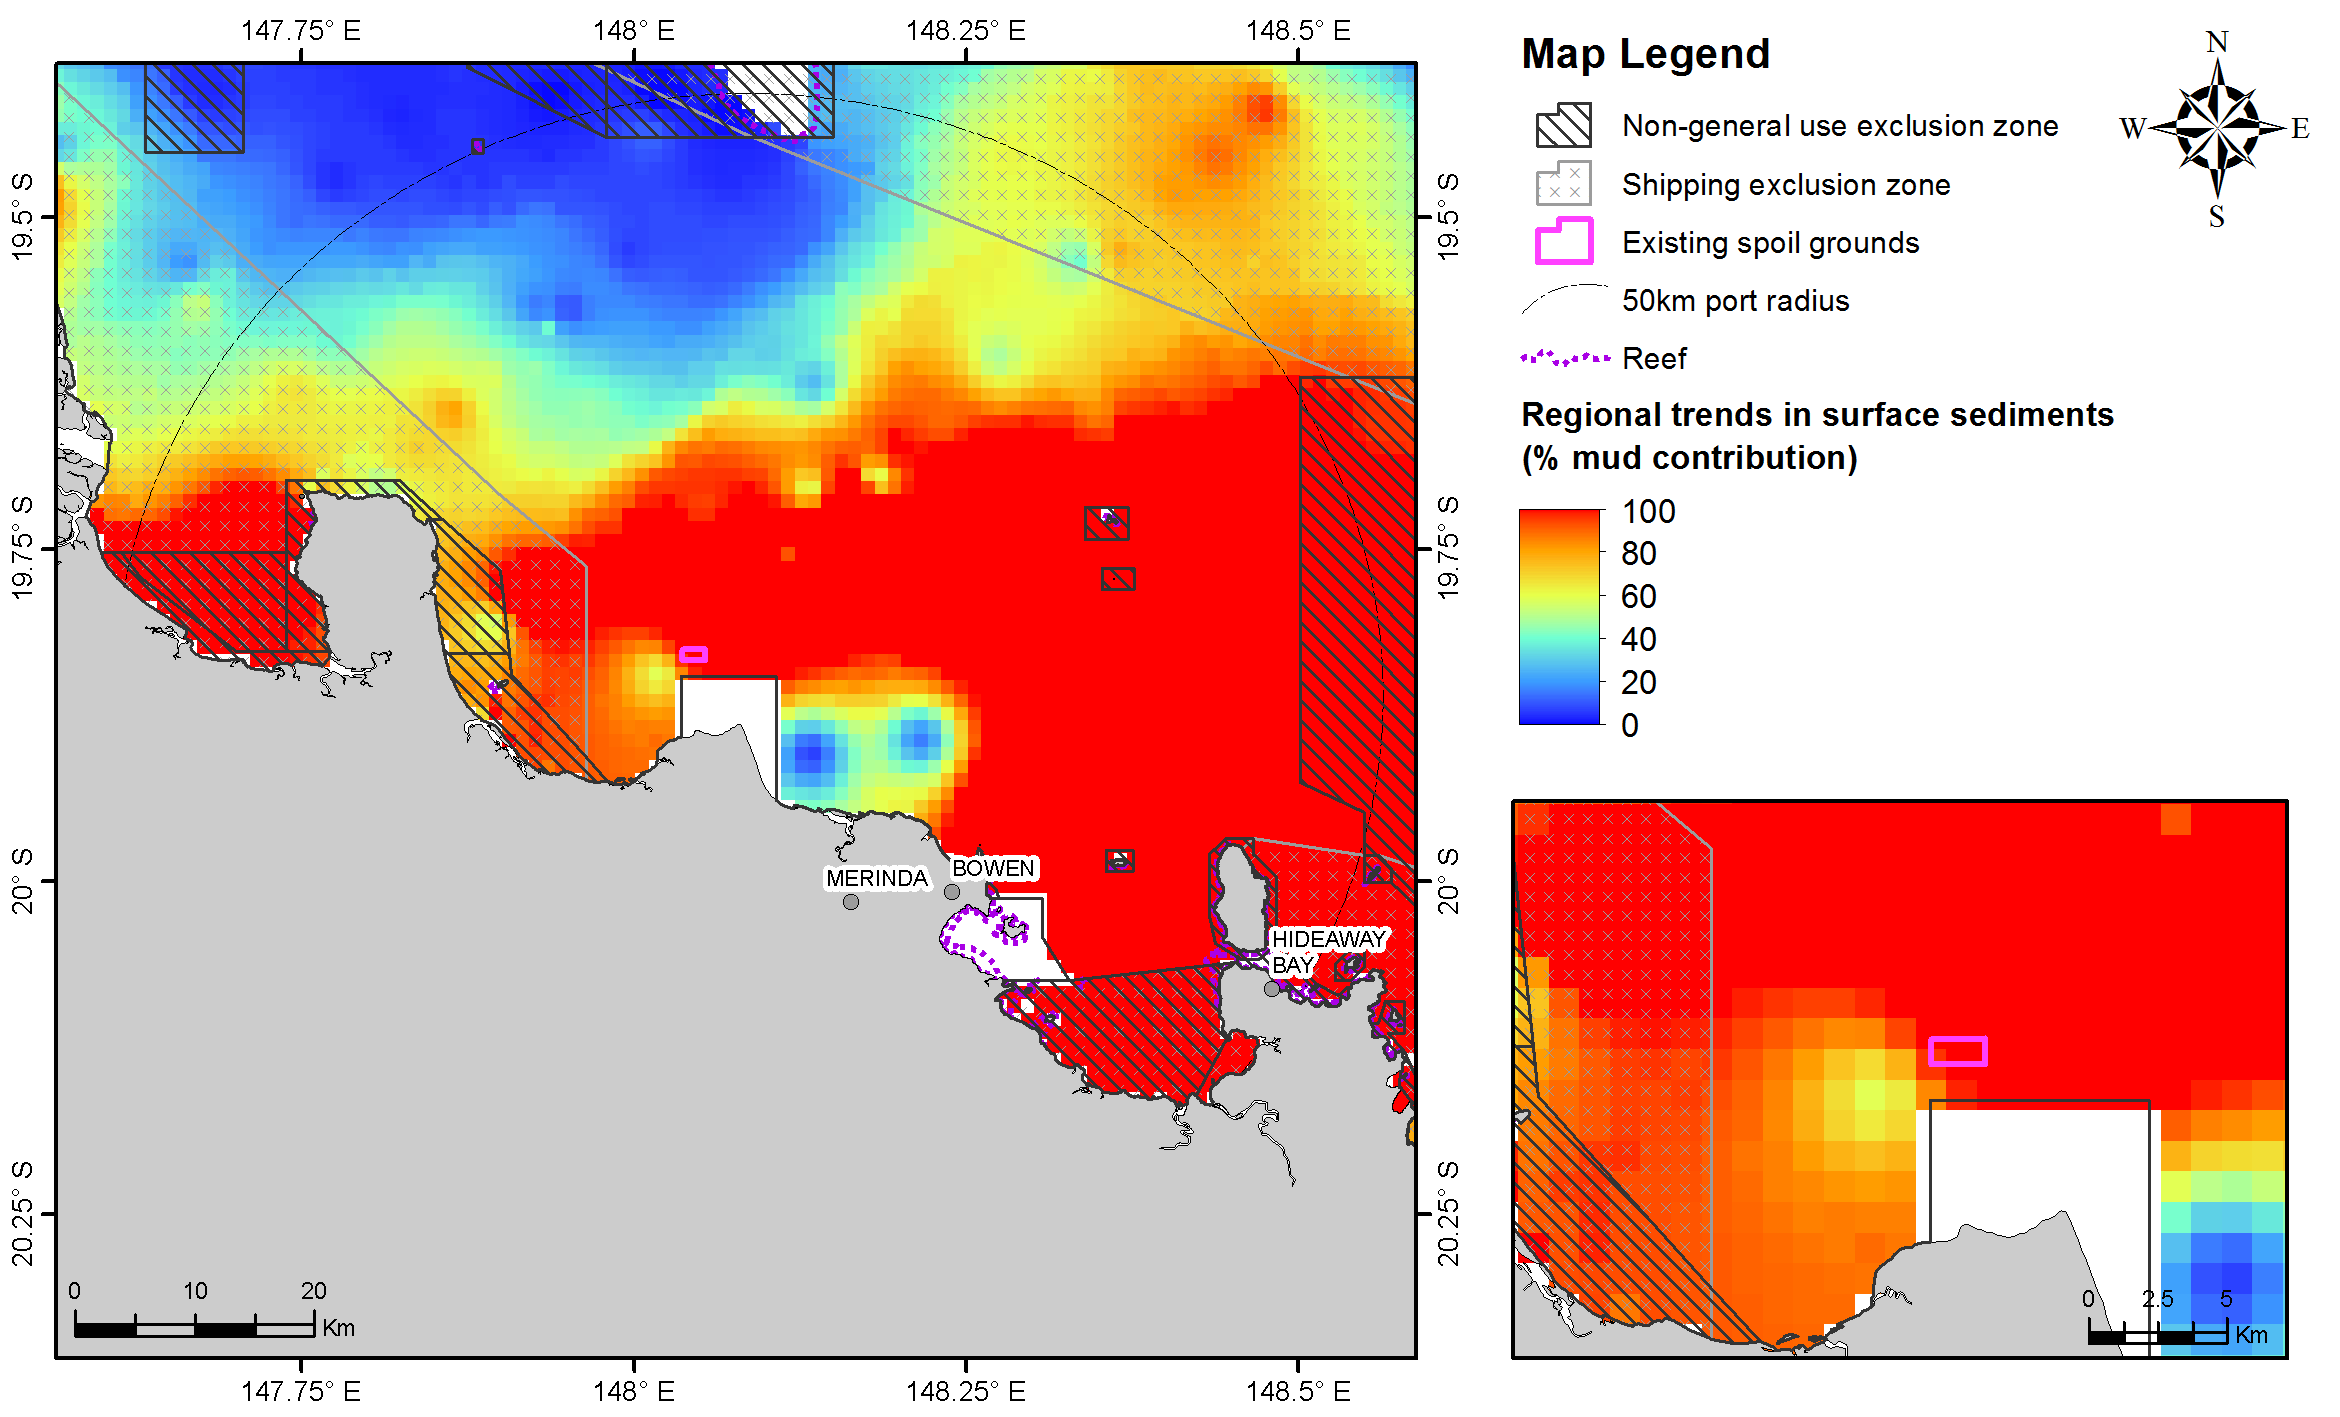 147.75° E
148° E
148.25° E
148.5° E
19.5° S
19.75° S
20° S
20.25° S
19.5° S
19.75° S
20° S
20.25° S
MERINDA
BOWEN
HIDEAWAY
BAY
0 10 20
Km
147.75° E
148° E
148.25° E
148.5° E
Map Legend
N
W
E
S
Non-general use exclusion zone
Shipping exclusion zone
Existing spoil grounds
50km port radius
Reef
Regional trends in surface sediments
(% mud contribution)
100
80
60
40
20
0
0 2.5 5
Km